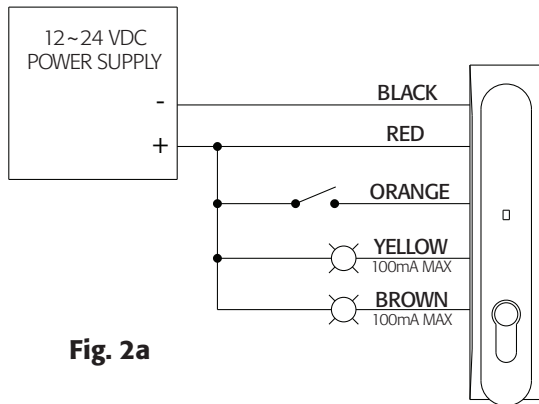 12~24 VDC
POWER SUPPLY
-
+
BLACK
RED
ORANGE
YELLOW
100mA MAX
BROWN
100mA MAX
Fig. 2a